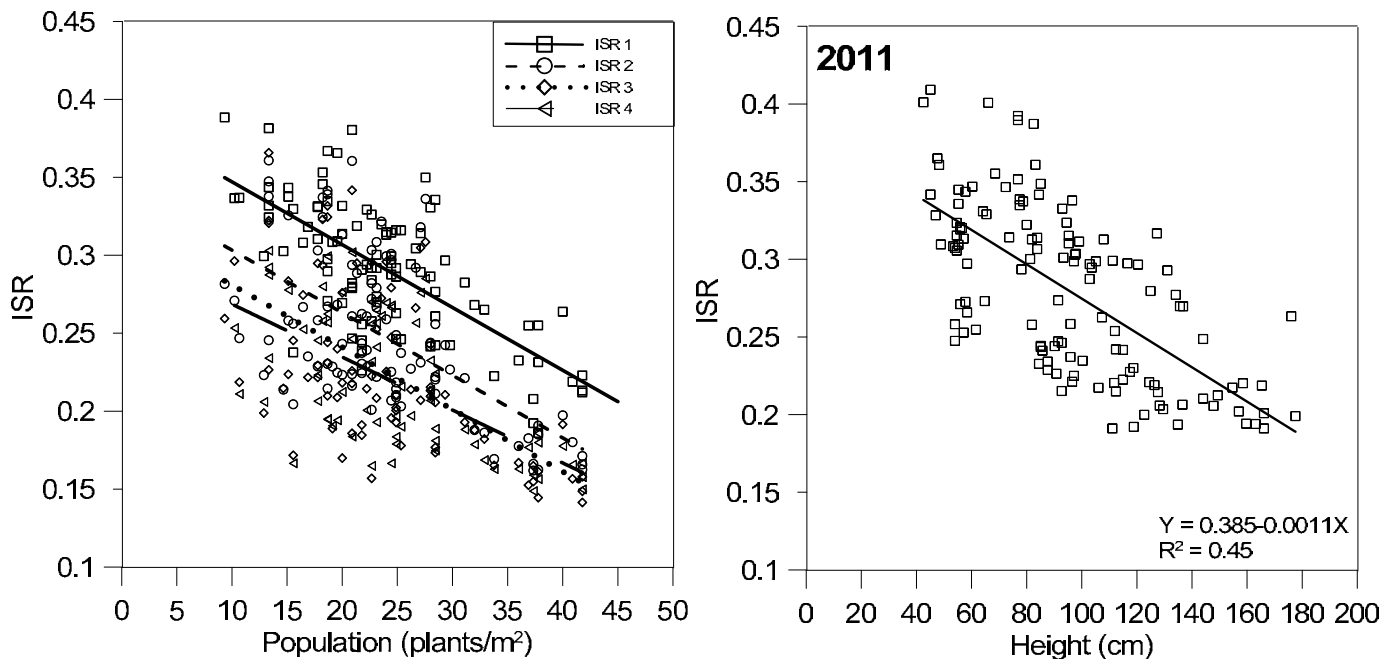 0.45
0.4
0.35
0.3
0.25
0.2
0.15
0.1
ISR
0 5 10 15 20 25 30 35 40 45 50
Population (plants/m²)
ISR 1
ISR 2
ISR 3
ISR 4
2011
0.45
0.4
0.35
0.3
0.25
0.2
0.15
0.1
ISR
Y = 0.385-0.0011X
R² = 0.45
0 20 40 60 80 100 120 140 160 180 200
Height (cm)